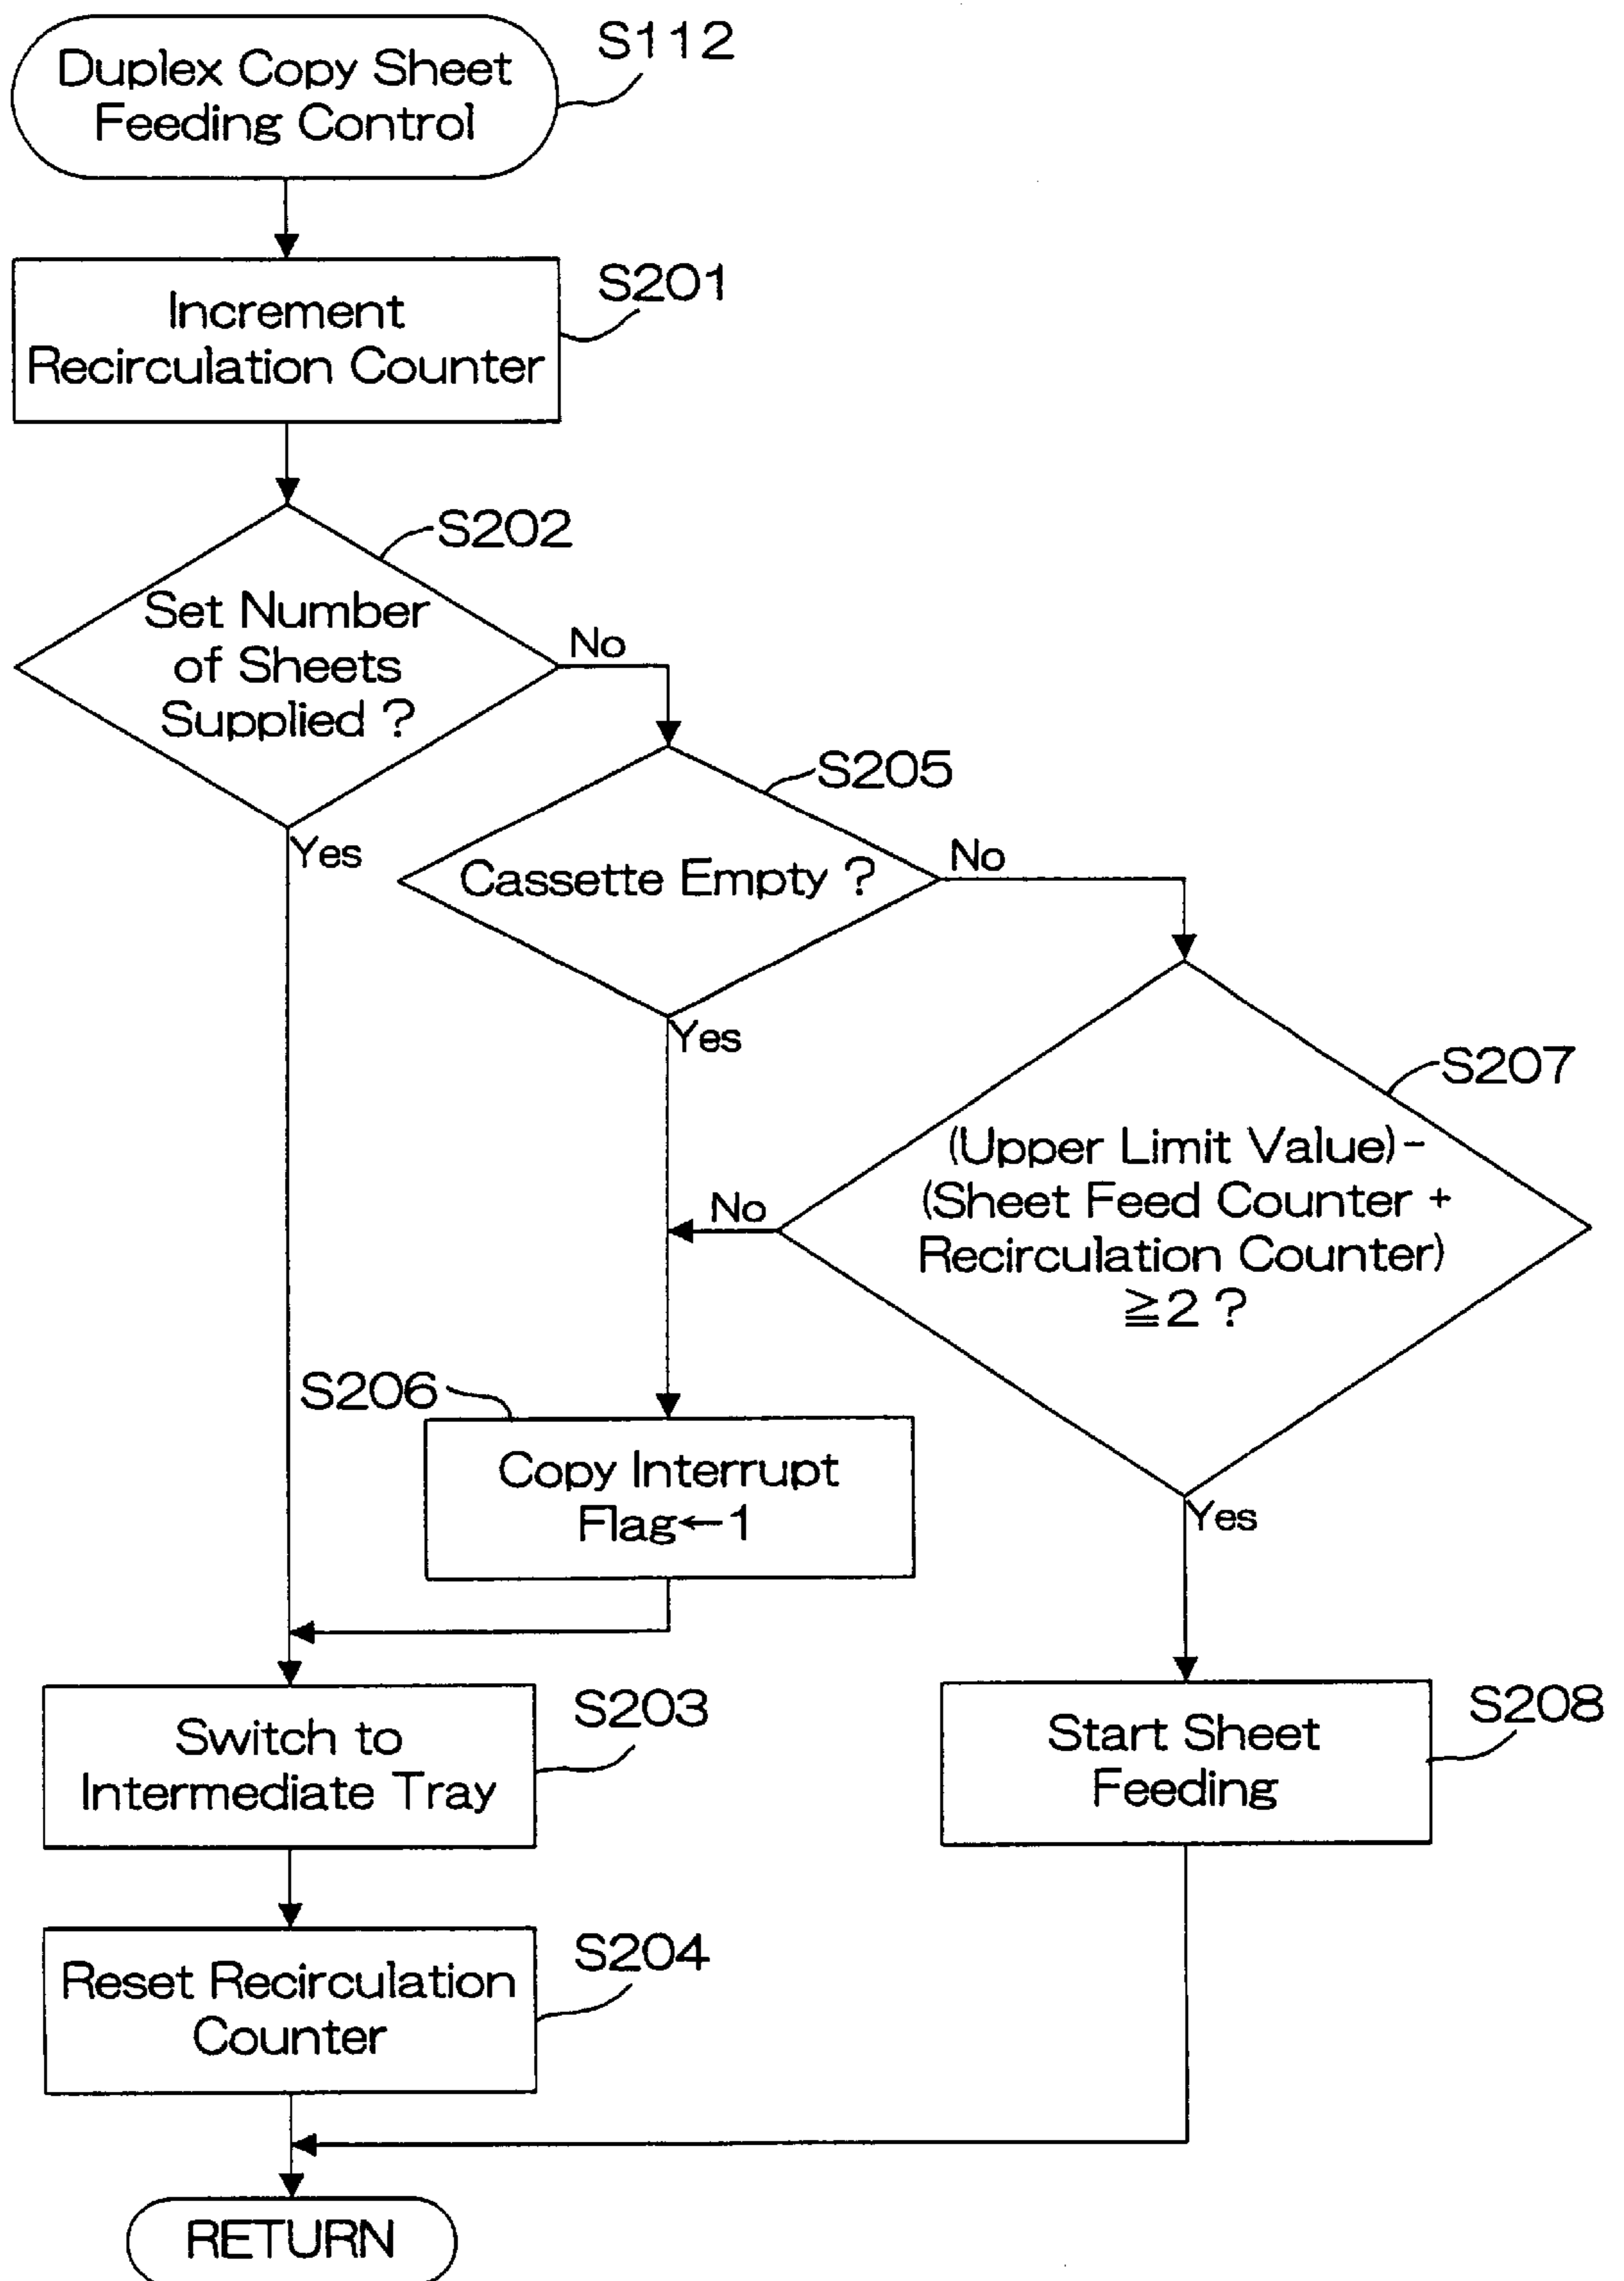 Duplex Copy Sheet
Feeding Control
S112
Increment
Recirculation Counter
S201
S202
Set Number
of Sheets
Supplied ?
No
Yes
S205
Cassette Empty ?
No
Yes
S207
(Upper Limit Value)-
(Sheet Feed Counter +
Recirculation Counter)
≧2 ?
No
Yes
S206
Copy Interrupt
Flag←1
Switch to
Intermediate Tray
S203
Start Sheet
Feeding
S208
Reset Recirculation
Counter
S204
RETURN